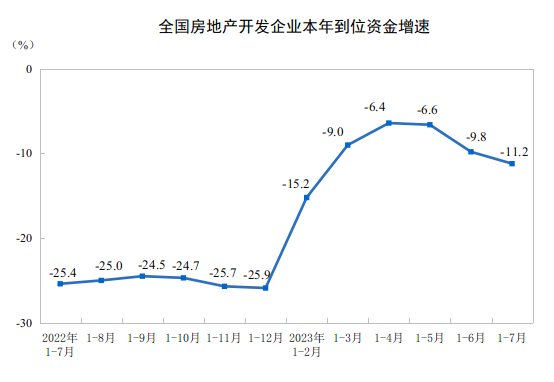 全国房地产开发企业本年到位资金增速
（%）
0
-10
-20
-30
-25.4
-25.0
-24.5
-24.7
-25.7
-25.9
-15.2
-9.0
-6.4
-6.6
-9.8
-11.2
2022年
1-7月
1-8月
1-9月
1-10月
1-11月
1-12月
2023年
1-2月
1-3月
1-4月
1-5月
1-6月
1-7月